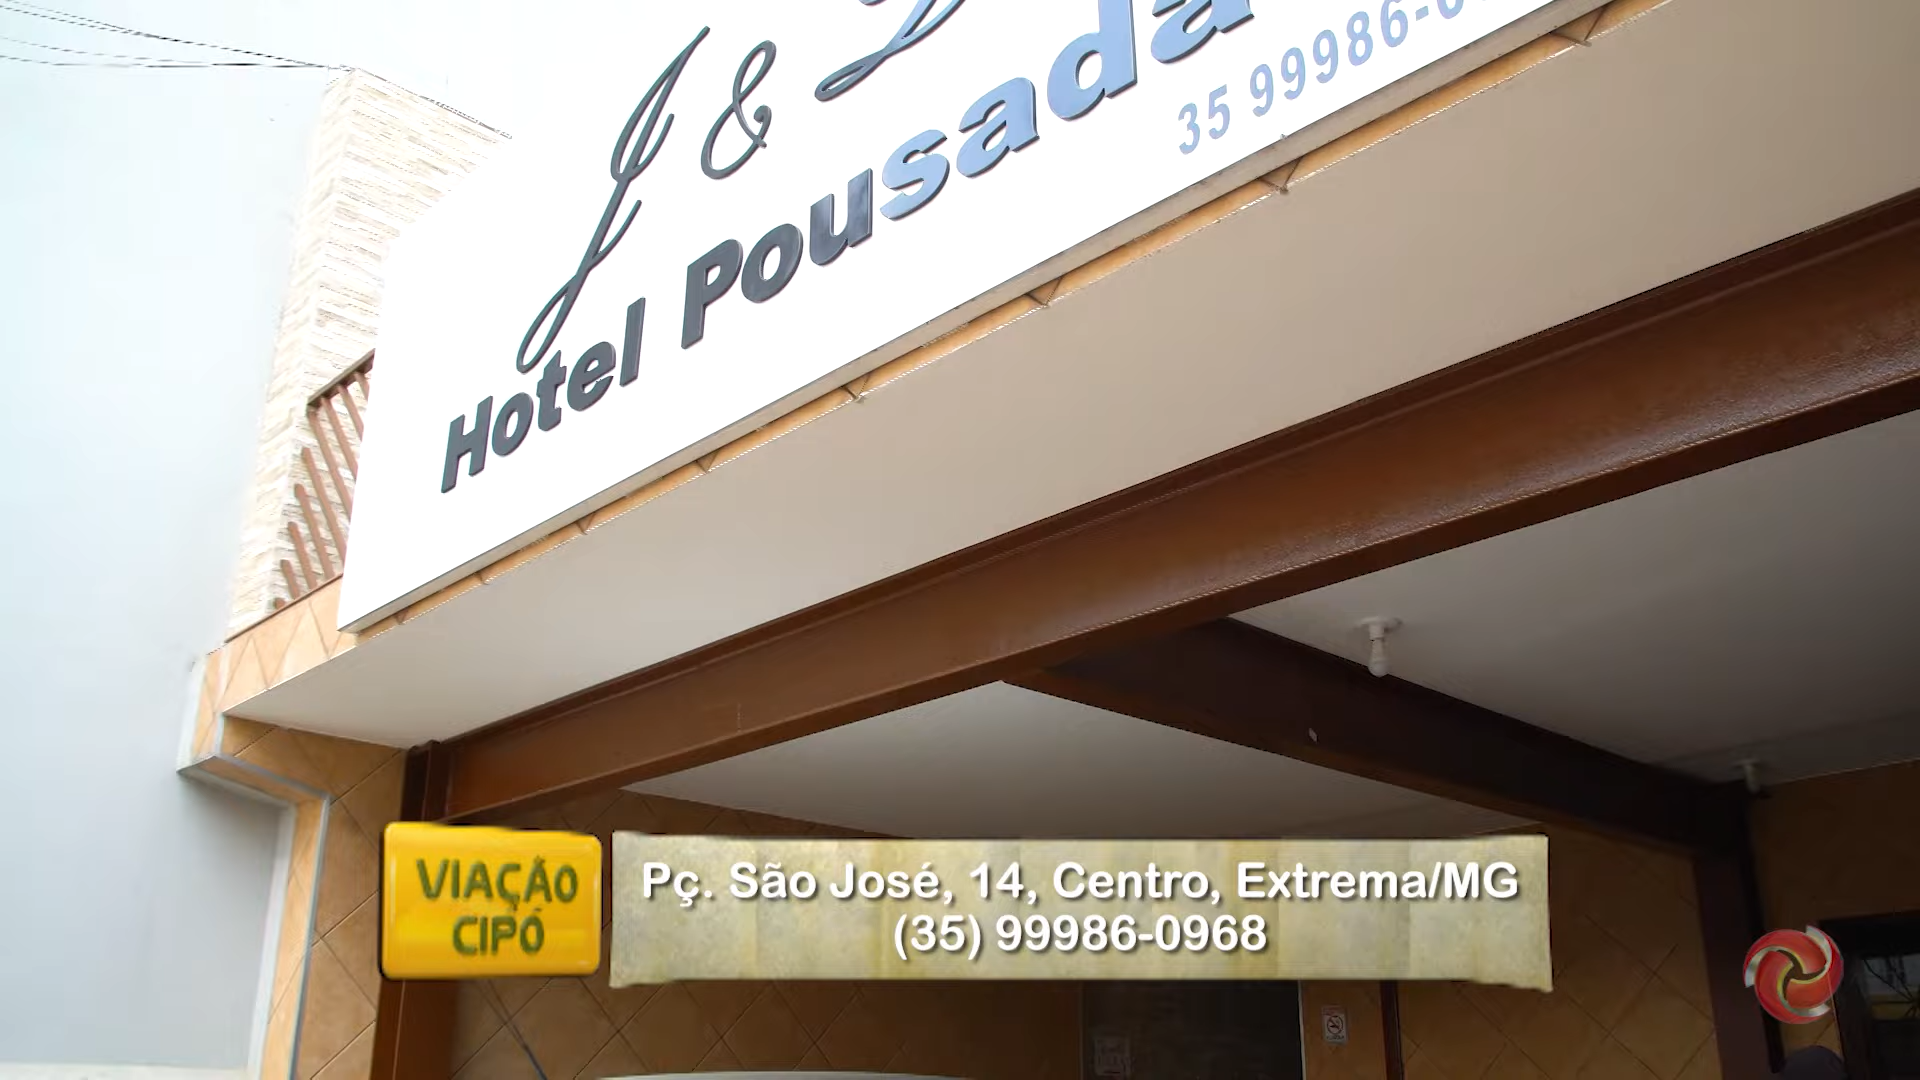 J &
Hotel Pousada
35 99986-
VIAÇÃO
CIPÓ
Pç. São José, 14, Centro, Extrema/MG
(35) 99986-0968